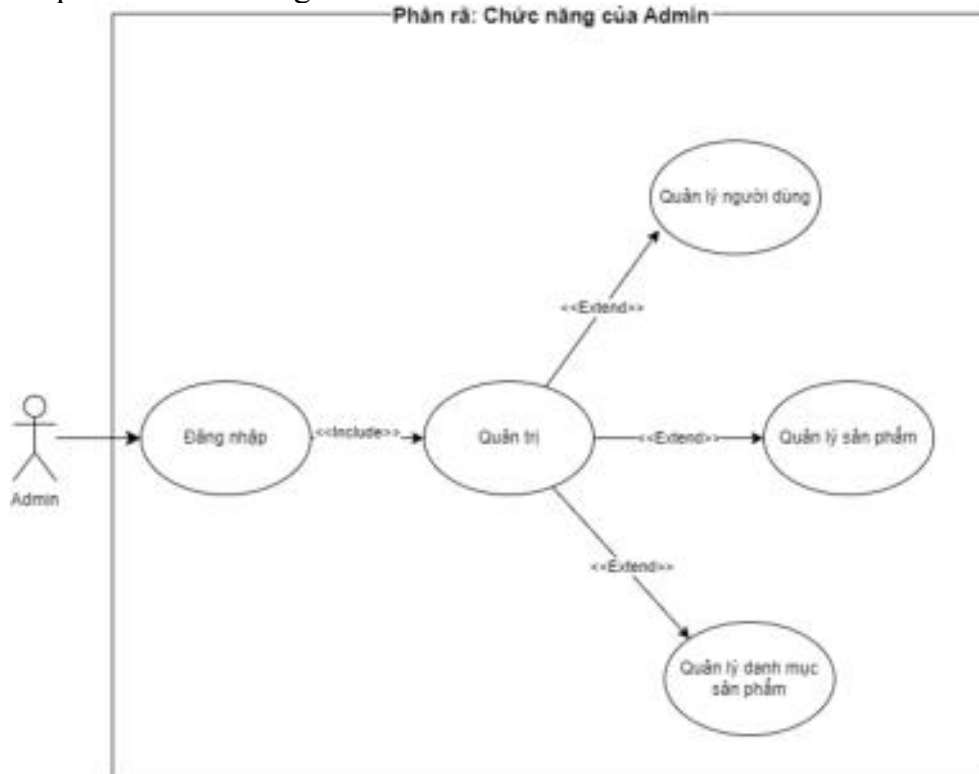 Phân rã: Chức năng của Admin
Quản lý người dùng
<<Extend>>
Đăng nhập
<<Include>>
Quản trị
<<Extend>>
Quản lý sản phẩm
Admin
<<Extend>>
Quản lý danh mục
sản phẩm